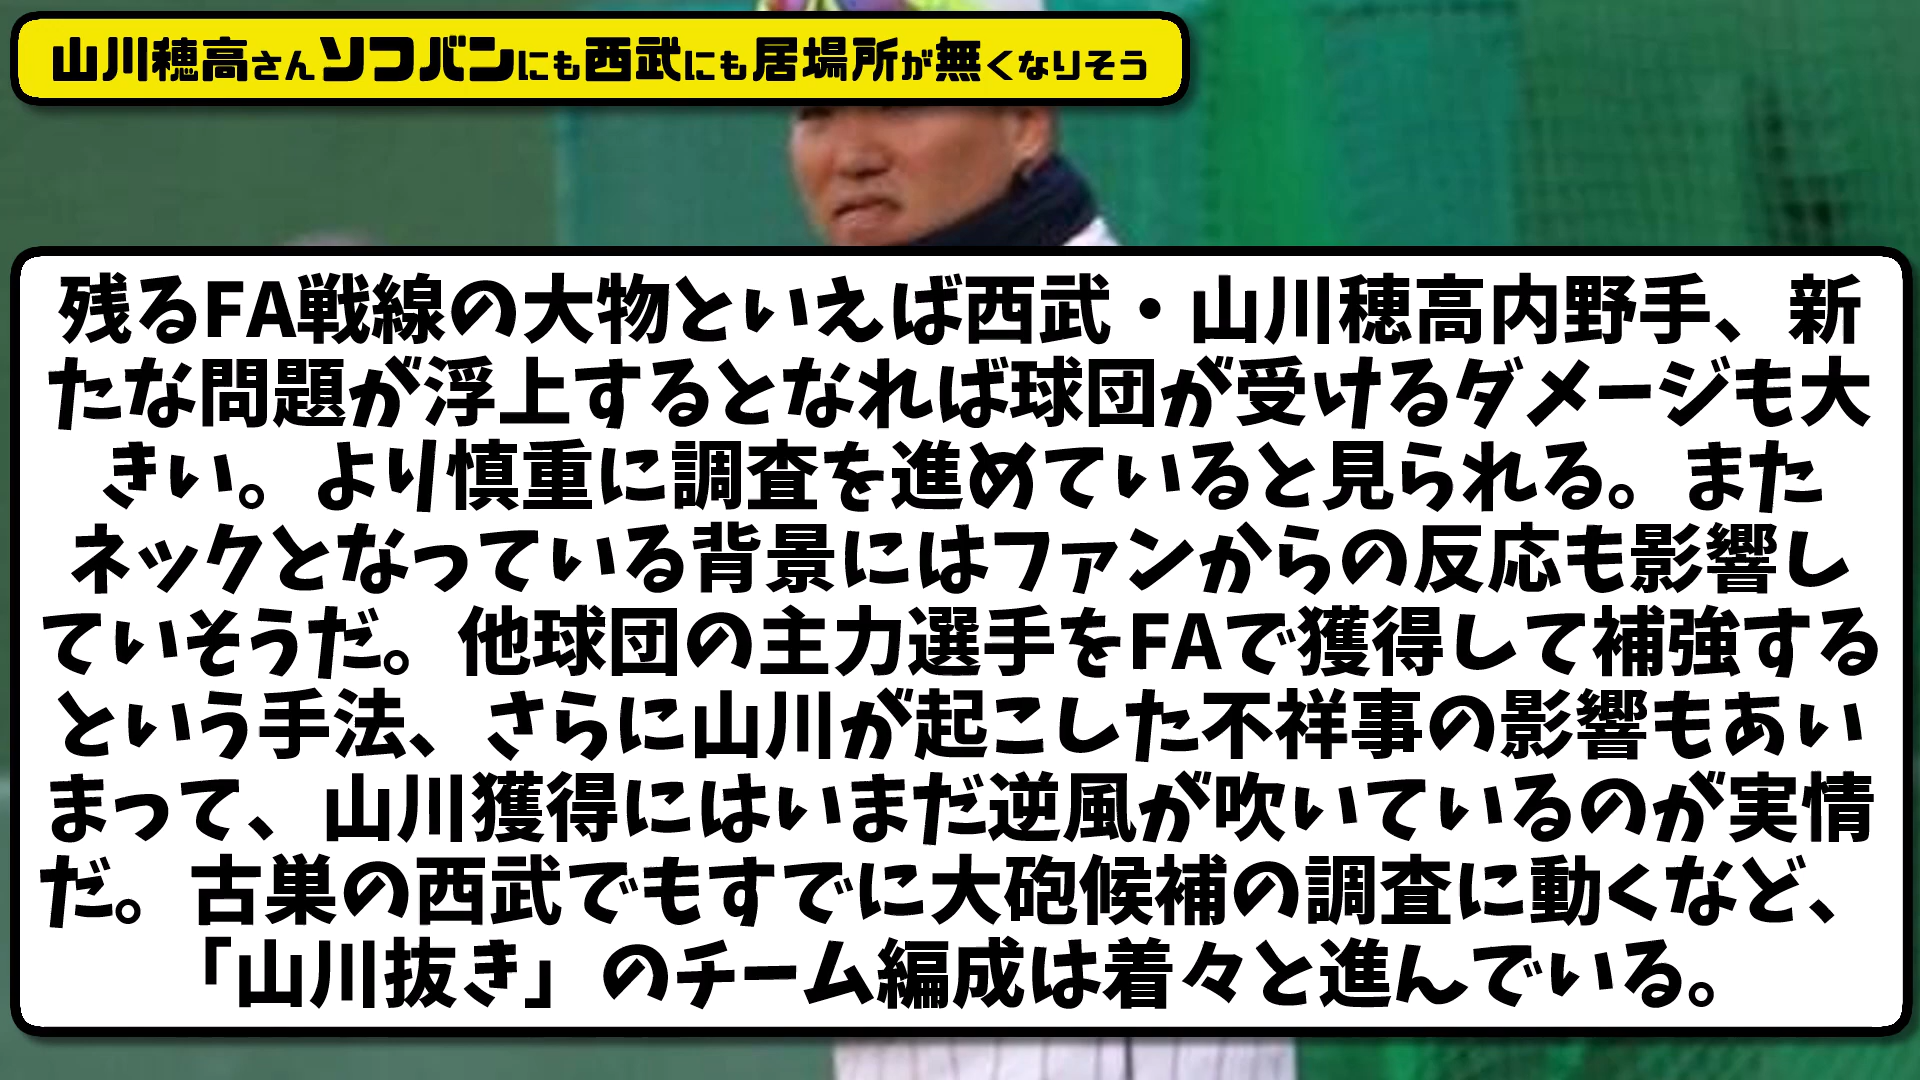 山川穂高さんソフバンにも西武にも居場所が無くなりそう
残るFA戦線の大物といえば西武・山川穂高内野手、新
たな問題が浮上するとなれば球団が受けるダメージも大
きい。より慎重に調査を進めていると見られる。また
ネックとなっている背景にはファンからの反応も影響し
ていそうだ。他球団の主力選手をFAで獲得して補強する
という手法、さらに山川が起こした不祥事の影響もあい
まって、山川獲得にはいまだ逆風が吹いているのが実情
だ。古巣の西武でもすでに大砲候補の調査に動くなど、
「山川抜き」のチーム編成は着々と進んでいる。